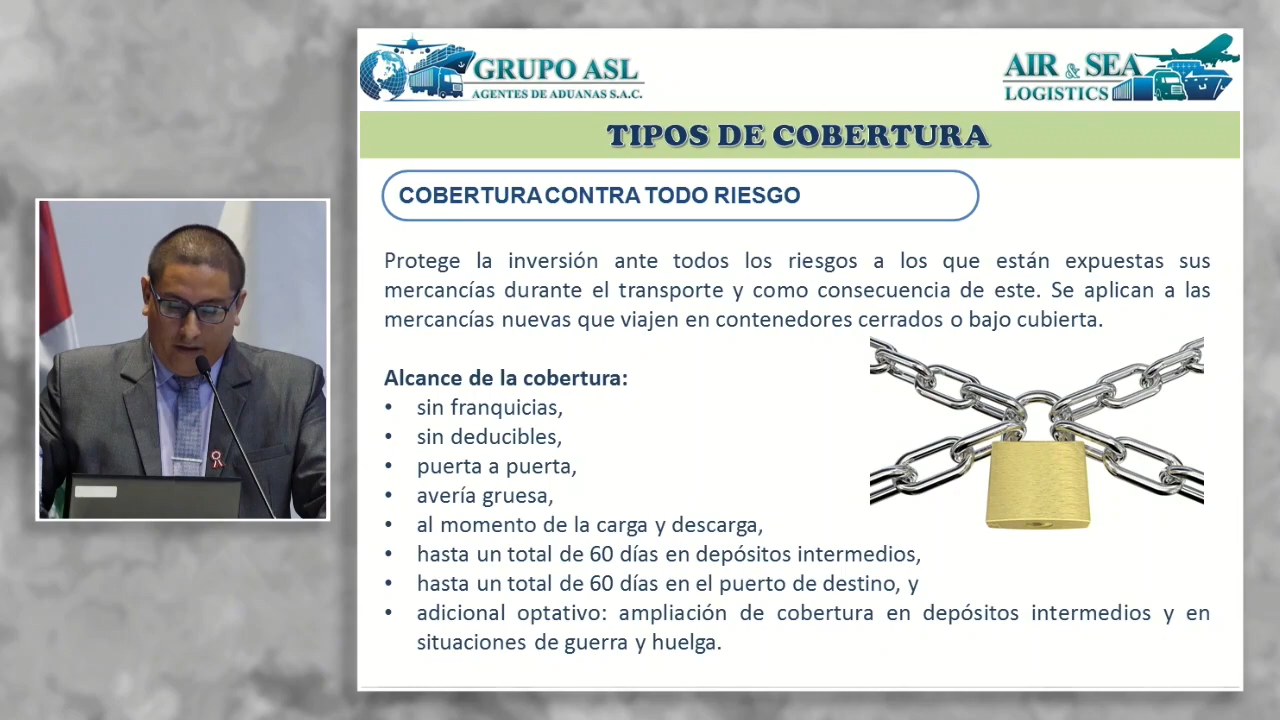 GRUPO ASL
AGENTES DE ADUANAS S.A.C.
AIR & SEA
LOGISTICS
TIPOS DE COBERTURA
COBERTURA CONTRA TODO RIESGO
Protege la inversión ante todos los riesgos a los que están expuestas sus
mercancías durante el transporte y como consecuencia de este. Se aplican a las
mercancías nuevas que viajen en contenedores cerrados o bajo cubierta.
Alcance de la cobertura:
• sin franquicias,
• sin deducibles,
• puerta a puerta,
• avería gruesa,
• al momento de la carga y descarga,
• hasta un total de 60 días en depósitos intermedios,
• hasta un total de 60 días en el puerto de destino, y
• adicional optativo: ampliación de cobertura en depósitos intermedios y en
situaciones de guerra y huelga.